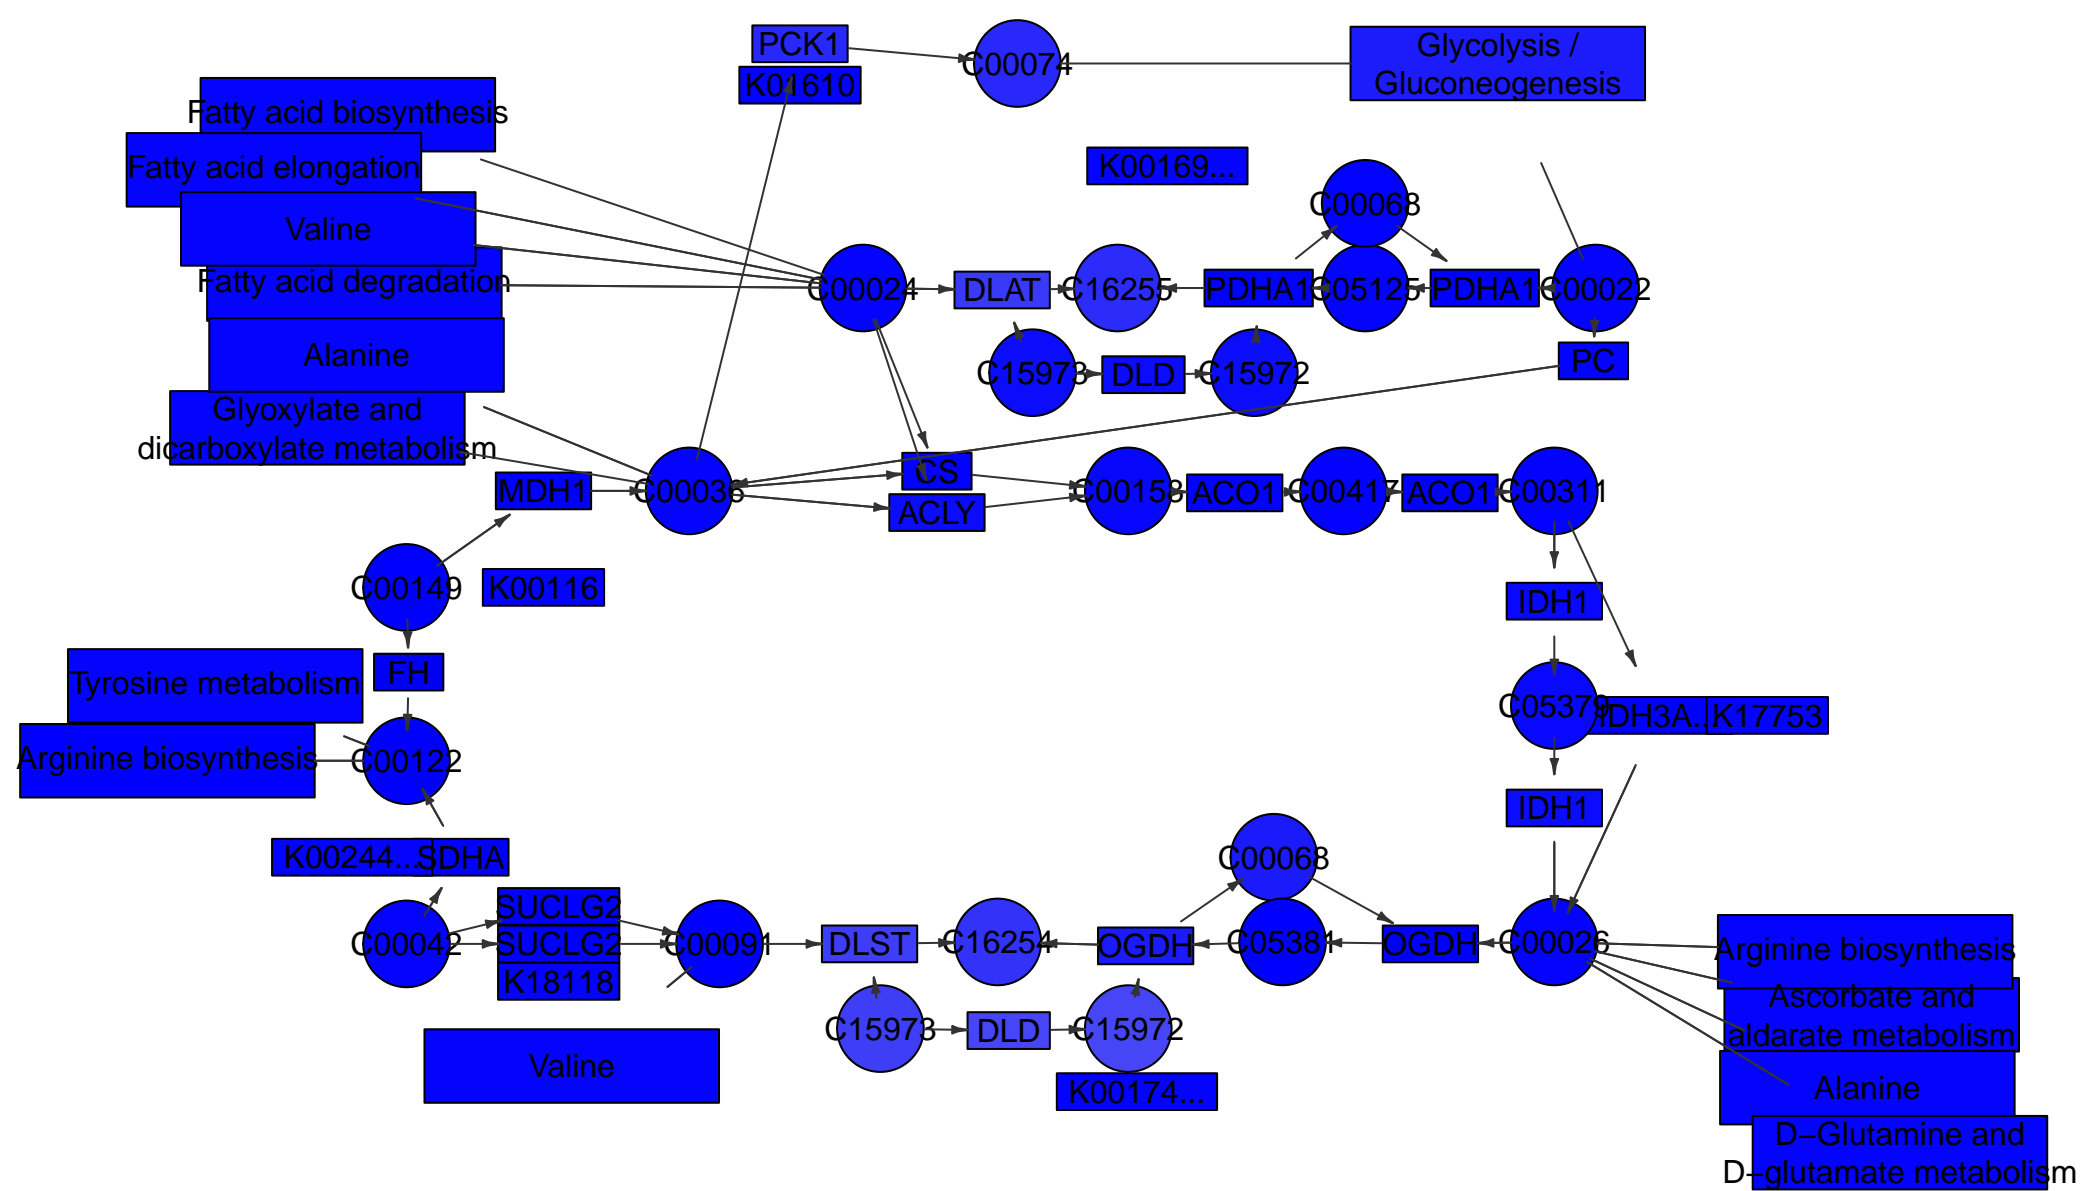 PCK1
C00074
Glycolysis /
Gluconeogenesis
K01610
Fatty acid biosynthesis
Fatty acid elongation
K00169...
C00068
Valine
Fatty acid degradation
C00024
DLAT
C16255
PDHA1
C05125
PDHA1
C00022
Alanine
C15973
DLD
C15972
PC
Glyoxylate and
dicarboxylate metabolism
MDH1
C00036
CS
ACLY
C00158
ACO1
C00417
ACO1
C00311
C00149
K00116
IDH1
Tyrosine metabolism
FH
C05379
IDH3A...
K17753
Arginine biosynthesis
C00122
IDH1
K00244...
SDHA
C00068
SUCLG2
C00042
SUCLG2
C00091
DLST
C16254
OGDH
C05381
OGDH
C00026
Arginine biosynthesis
K18118
Ascorbate and
aldarate metabolism
C15973
DLD
C15972
Valine
K00174...
Alanine
D−Glutamine and
D−glutamate metabolism